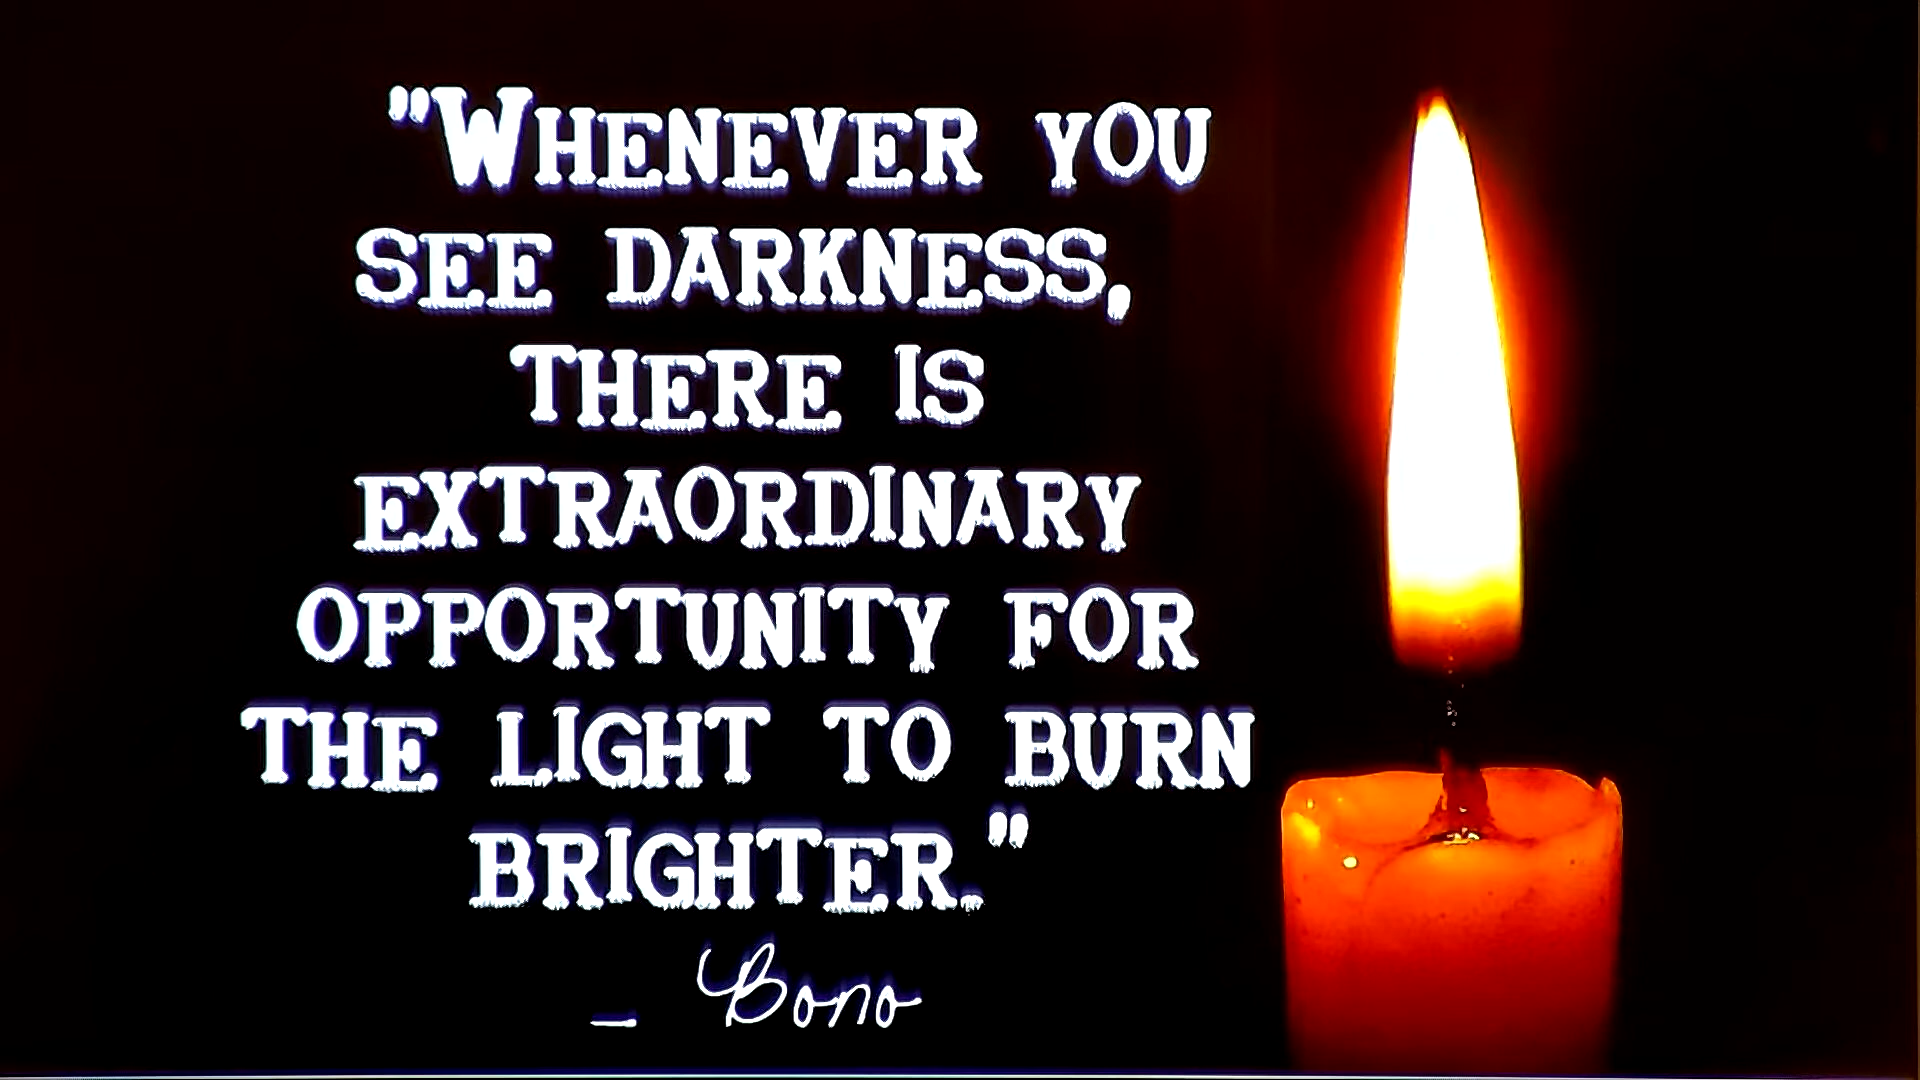 "Whenever you
see darkness,
there is
extraordinary
opportunity for
the light to burn
brighter."
_ Bono